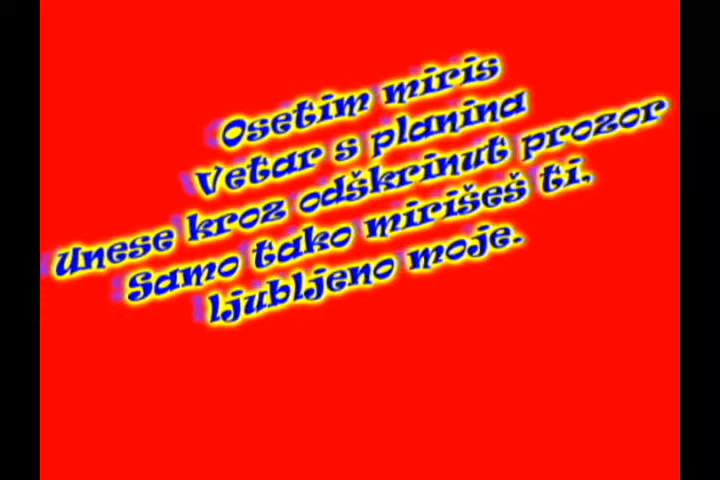 Osetim miris
Vetar s planina
Unese kroz odškrinut prozor
Samo tako mirišeš ti,
ljubljeno moje.